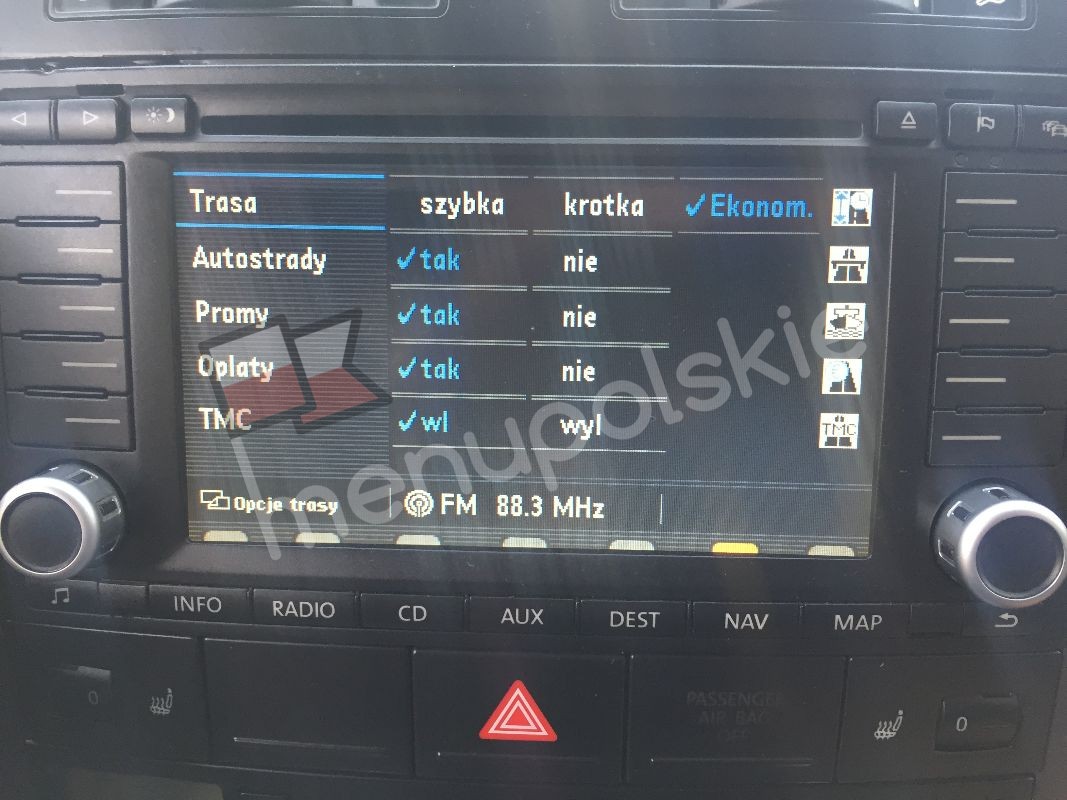 Trasa szybka krotka ✓Ekonom.
Autostrady ✓tak nie
Promy ✓tak nie
Oplaty ✓tak nie
TMC ✓wl wyl TMC
Opcje trasy FM 88.3 MHz
menupolskie
INFO RADIO CD AUX DEST NAV MAP
0 PASSENGER AIR BAG OFF 0